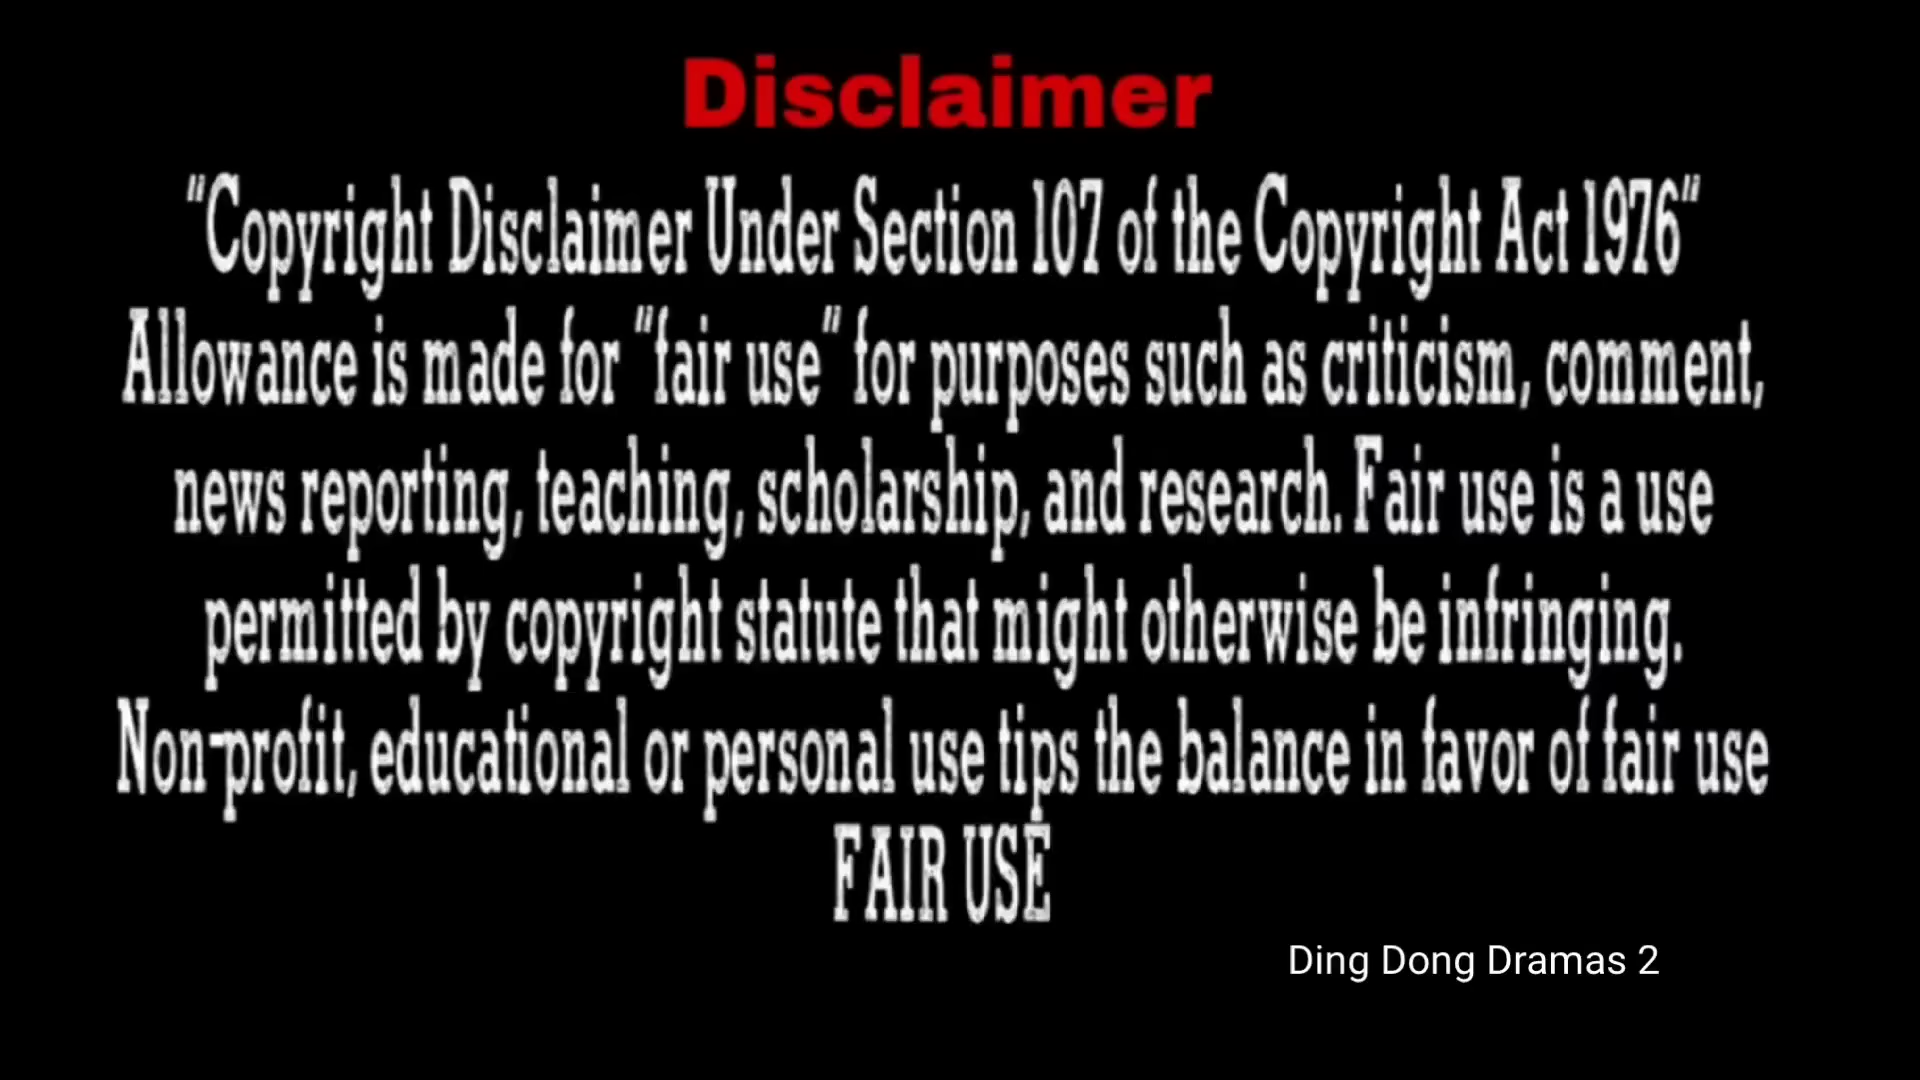 Disclaimer
"Copyright Disclaimer Under Section 107 of the Copyright Act 1976"
Allowance is made for "fair use" for purposes such as criticism, comment,
news reporting, teaching, scholarship, and research. Fair use is a use
permitted by copyright statute that might otherwise be infringing.
Non-profit, educational or personal use tips the balance in favor of fair use
FAIR USE
Ding Dong Dramas 2